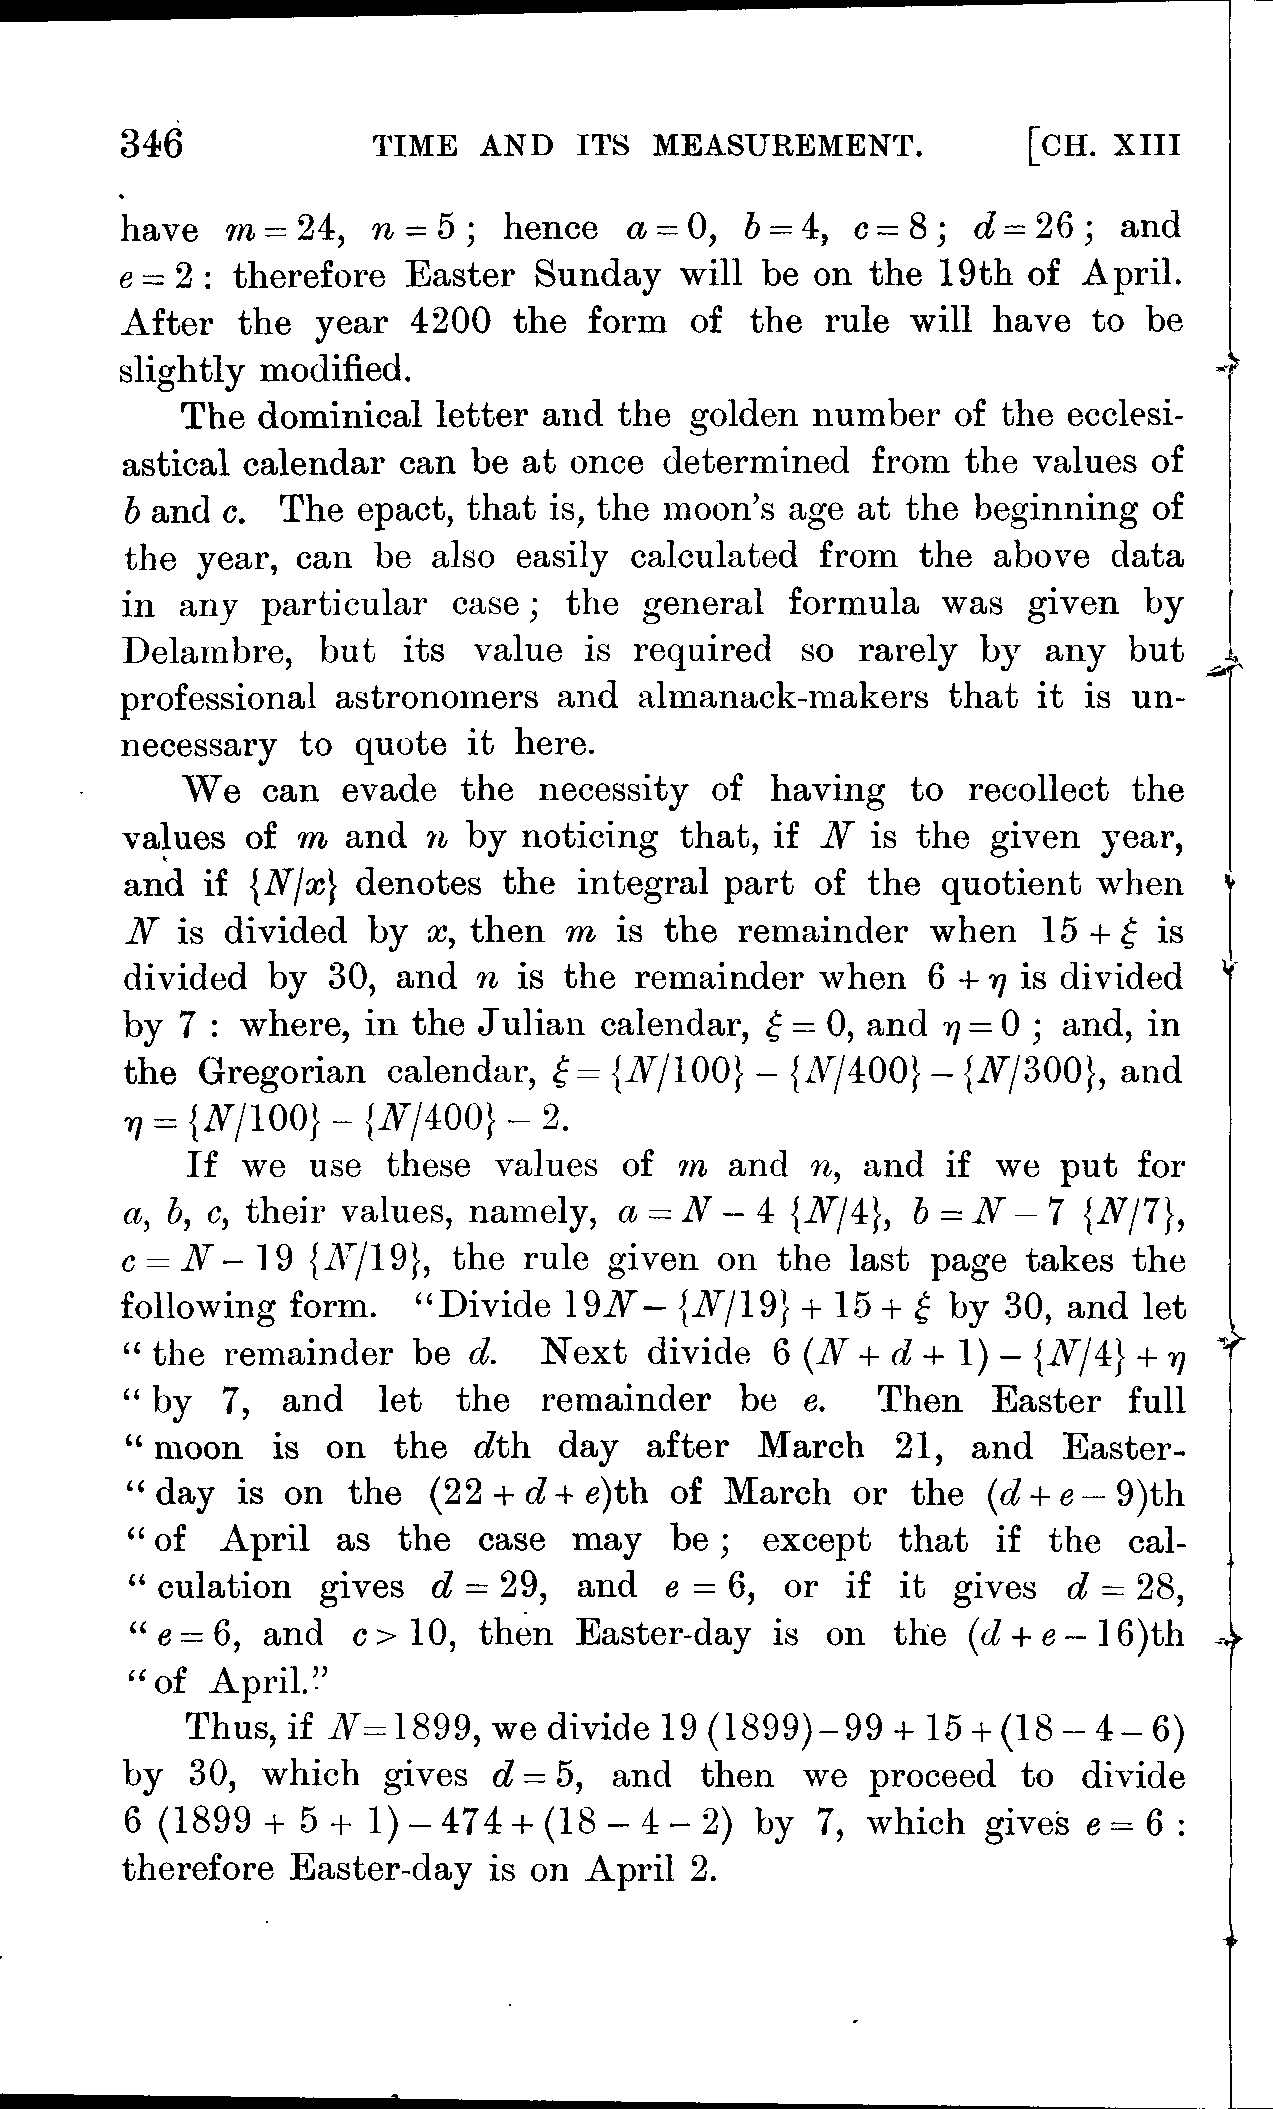 346 TIME AND ITS MEASUREMENT. [CH. XIII
have m = 24, n = 5 ; hence a = 0, b = 4, c = 8 ; d = 26 ; and
e = 2 : therefore Easter Sunday will be on the 19th of April.
After the year 4200 the form of the rule will have to be
slightly modified.
The dominical letter and the golden number of the ecclesi-
astical calendar can be at once determined from the values of
b and c. The epact, that is, the moon's age at the beginning of
the year, can be also easily calculated from the above data
in any particular case ; the general formula was given by
Delambre, but its value is required so rarely by any but
professional astronomers and almanack-makers that it is un-
necessary to quote it here.
We can evade the necessity of having to recollect the
values of m and n by noticing that, if N is the given year,
and if {N/x} denotes the integral part of the quotient when
N is divided by x, then m is the remainder when 15 + ξ is
divided by 30, and n is the remainder when 6 + η is divided
by 7 : where, in the Julian calendar, ξ = 0, and η = 0 ; and, in
the Gregorian calendar, ξ = {N/100} – {N/400} – {N/300}, and
η = {N/100} – {N/400} – 2.
If we use these values of m and n, and if we put for
a, b, c, their values, namely, a = N – 4 {N/4}, b = N – 7 {N/7},
c = N – 19 {N/19}, the rule given on the last page takes the
following form. “Divide 19N – {N/19} + 15 + ξ by 30, and let
“ the remainder be d. Next divide 6 (N + d + 1) – {N/4} + η
“ by 7, and let the remainder be e. Then Easter full
“ moon is on the dth day after March 21, and Easter-
“ day is on the (22 + d + e)th of March or the (d + e – 9)th
“ of April as the case may be ; except that if the cal-
“ culation gives d = 29, and e = 6, or if it gives d = 28,
“ e = 6, and c > 10, then Easter-day is on the (d + e – 16)th
“ of April.”
Thus, if N = 1899, we divide 19 (1899) – 99 + 15 + (18 – 4 – 6)
by 30, which gives d = 5, and then we proceed to divide
6 (1899 + 5 + 1) – 474 + (18 – 4 – 2) by 7, which gives e = 6 :
therefore Easter-day is on April 2.